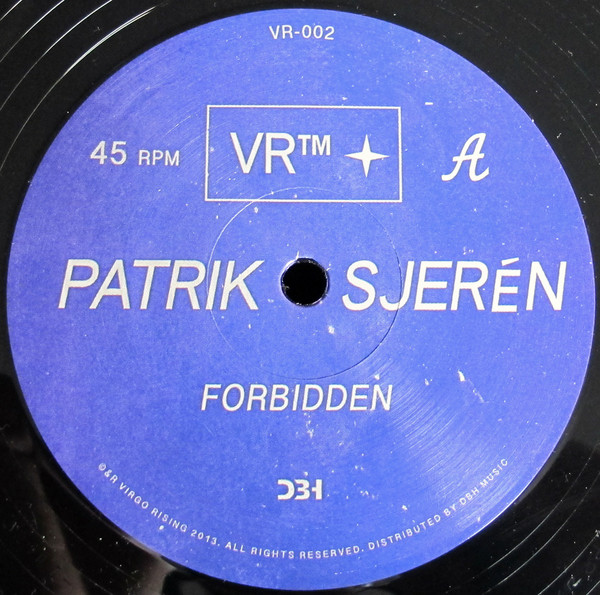 VR-002
45 RPM
VR™
A
PATRIK SJERÉN
FORBIDDEN
DBH
©&R VIRGO RISING 2013. ALL RIGHTS RESERVED. DISTRIBUTED BY DBH MUSIC